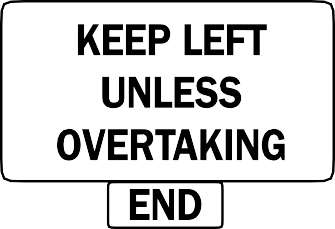 KEEP LEFT
UNLESS
OVERTAKING
END